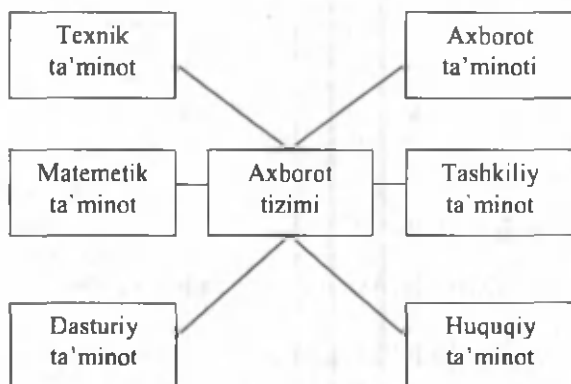 Texnik
ta'minot
Axborot
ta'minoti
Matemetik
ta'minot
Axborot
tizimi
Tashkiliy
ta'minot
Dasturiy
ta'minot
Huquqiy
ta'minot